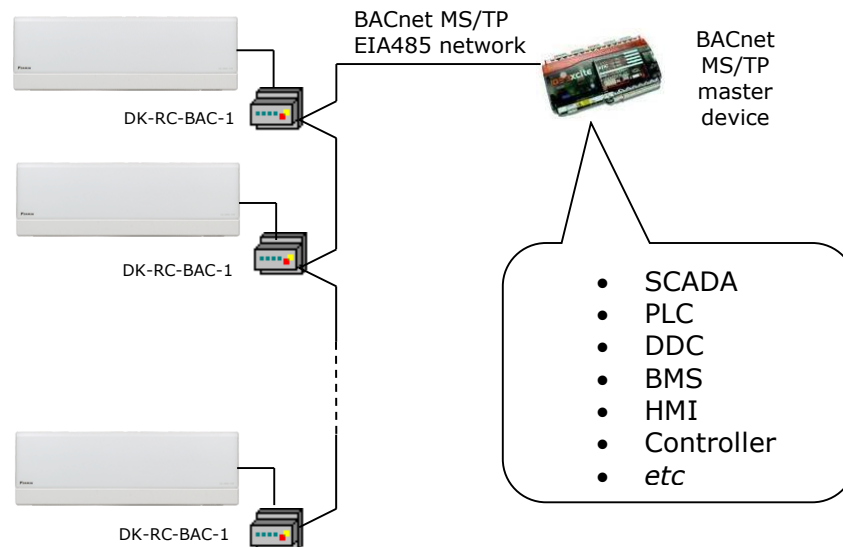 BACnet MS/TP
EIA485 network
BACnet
MS/TP
master
device
DK-RC-BAC-1
DK-RC-BAC-1
SCADA
PLC
DDC
BMS
HMI
Controller
etc
DK-RC-BAC-1